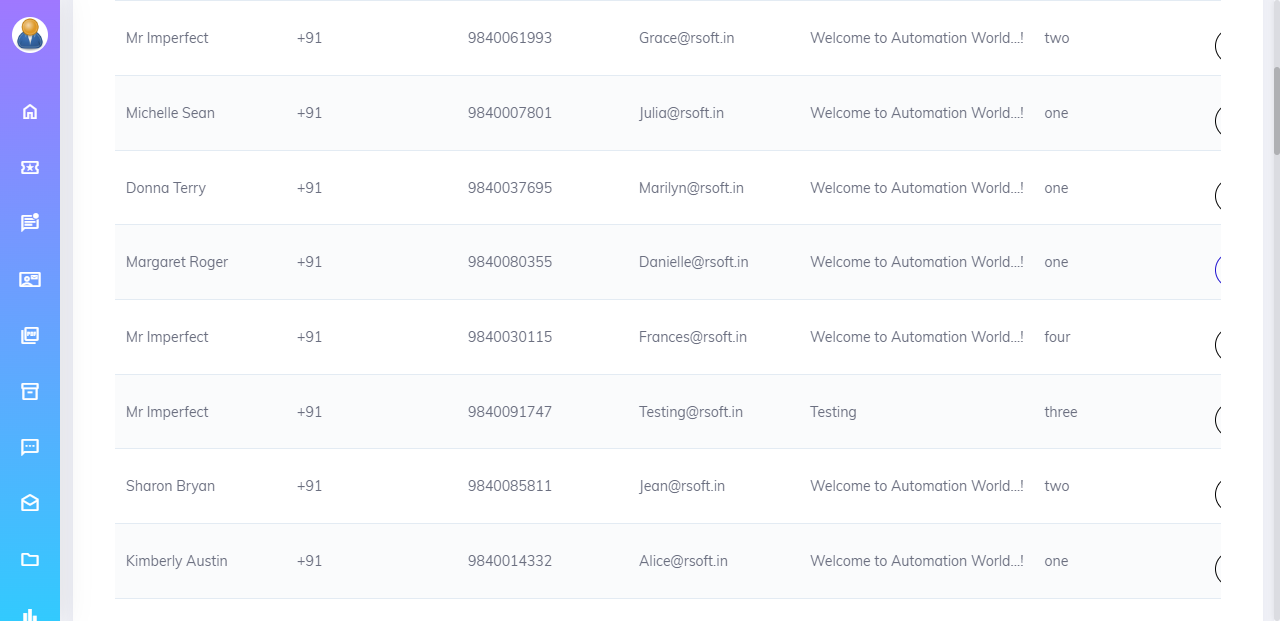 Mr Imperfect +91 9840061993 Grace@rsoft.in Welcome to Automation World...! two
Michelle Sean +91 9840007801 Julia@rsoft.in Welcome to Automation World...! one
Donna Terry +91 9840037695 Marilyn@rsoft.in Welcome to Automation World...! one
Margaret Roger +91 9840080355 Danielle@rsoft.in Welcome to Automation World...! one
Mr Imperfect +91 9840030115 Frances@rsoft.in Welcome to Automation World...! four
Mr Imperfect +91 9840091747 Testing@rsoft.in Testing three
Sharon Bryan +91 9840085811 Jean@rsoft.in Welcome to Automation World...! two
Kimberly Austin +91 9840014332 Alice@rsoft.in Welcome to Automation World...! one